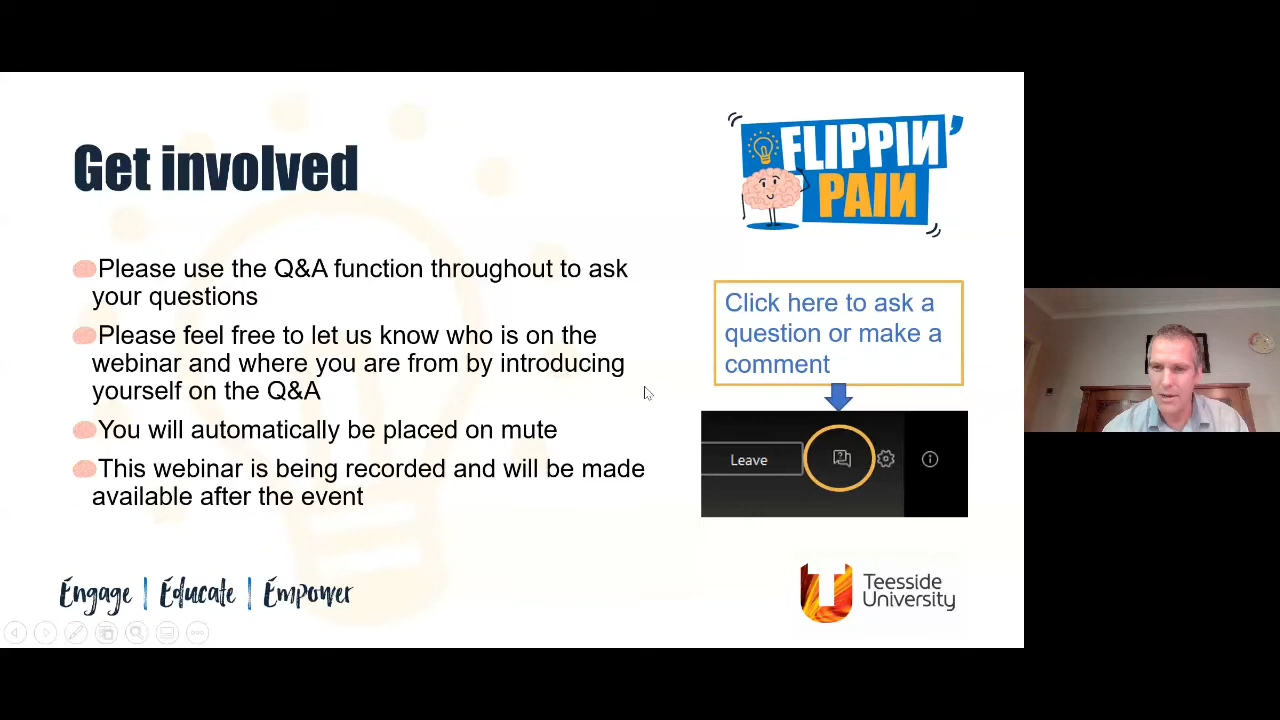 Get involved
FLIPPIN'
PAIN
Please use the Q&A function throughout to ask
your questions
Please feel free to let us know who is on the
webinar and where you are from by introducing
yourself on the Q&A
You will automatically be placed on mute
This webinar is being recorded and will be made
available after the event
Click here to ask a
question or make a
comment
Leave
Engage | Educate | Empower
Teesside
University